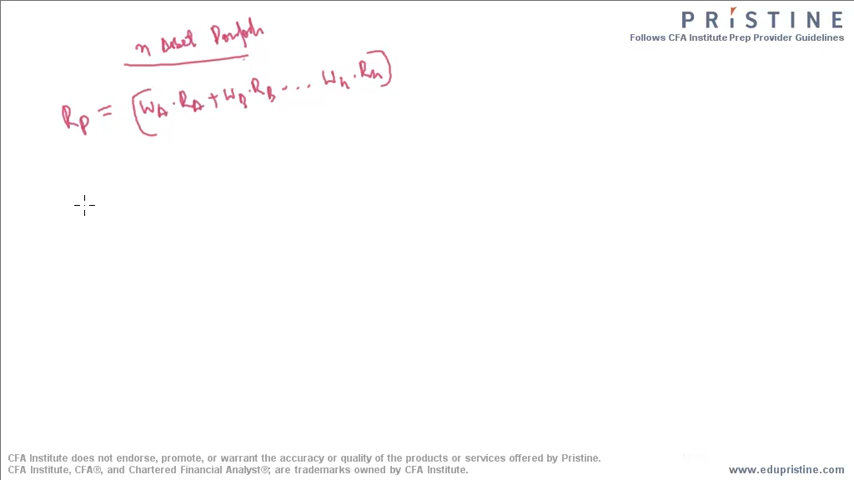 PRISTINE
Follows CFA Institute Prep Provider Guidelines
n Asset Portfolio
Rp = [WA . RA + WB . RB ... Wn . Rn]
CFA Institute does not endorse, promote, or warrant the accuracy or quality of the products or services offered by Pristine.
CFA Institute, CFA®, and Chartered Financial Analyst®; are trademarks owned by CFA Institute.
www.edupristine.com